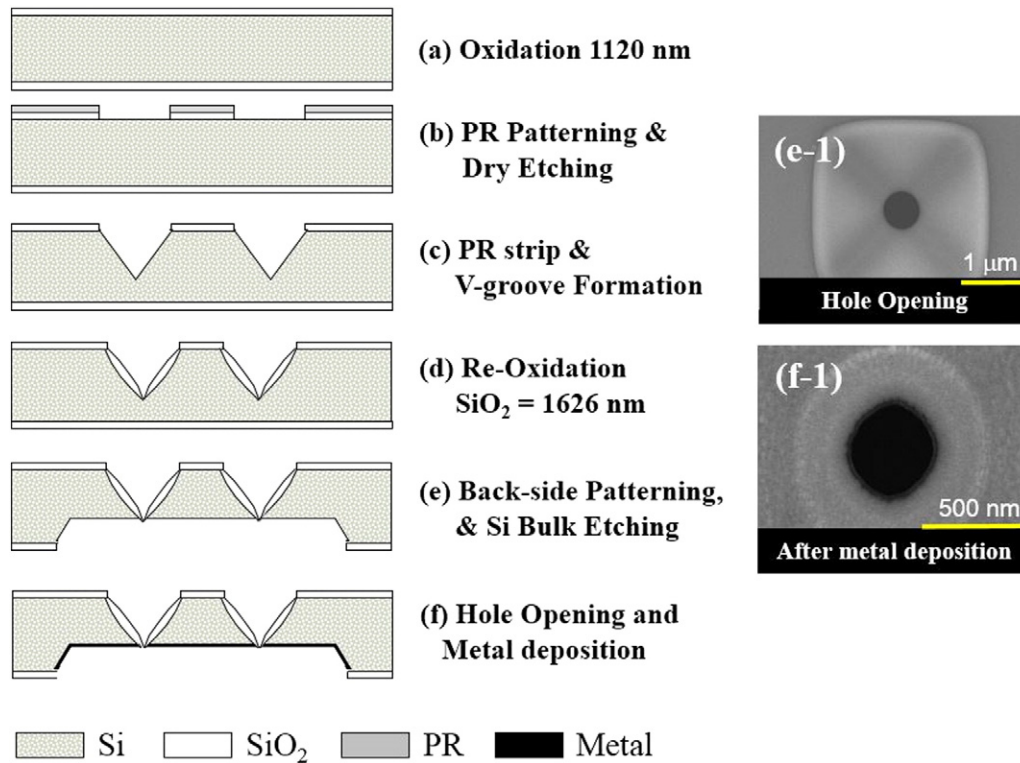 (a) Oxidation 1120 nm
(b) PR Patterning &
Dry Etching
(c) PR strip &
V-groove Formation
(d) Re-Oxidation
SiO₂ = 1626 nm
(e) Back-side Patterning,
& Si Bulk Etching
(f) Hole Opening and
Metal deposition
(e-1)
1 μm
Hole Opening
(f-1)
500 nm
After metal deposition
Si
SiO₂
PR
Metal